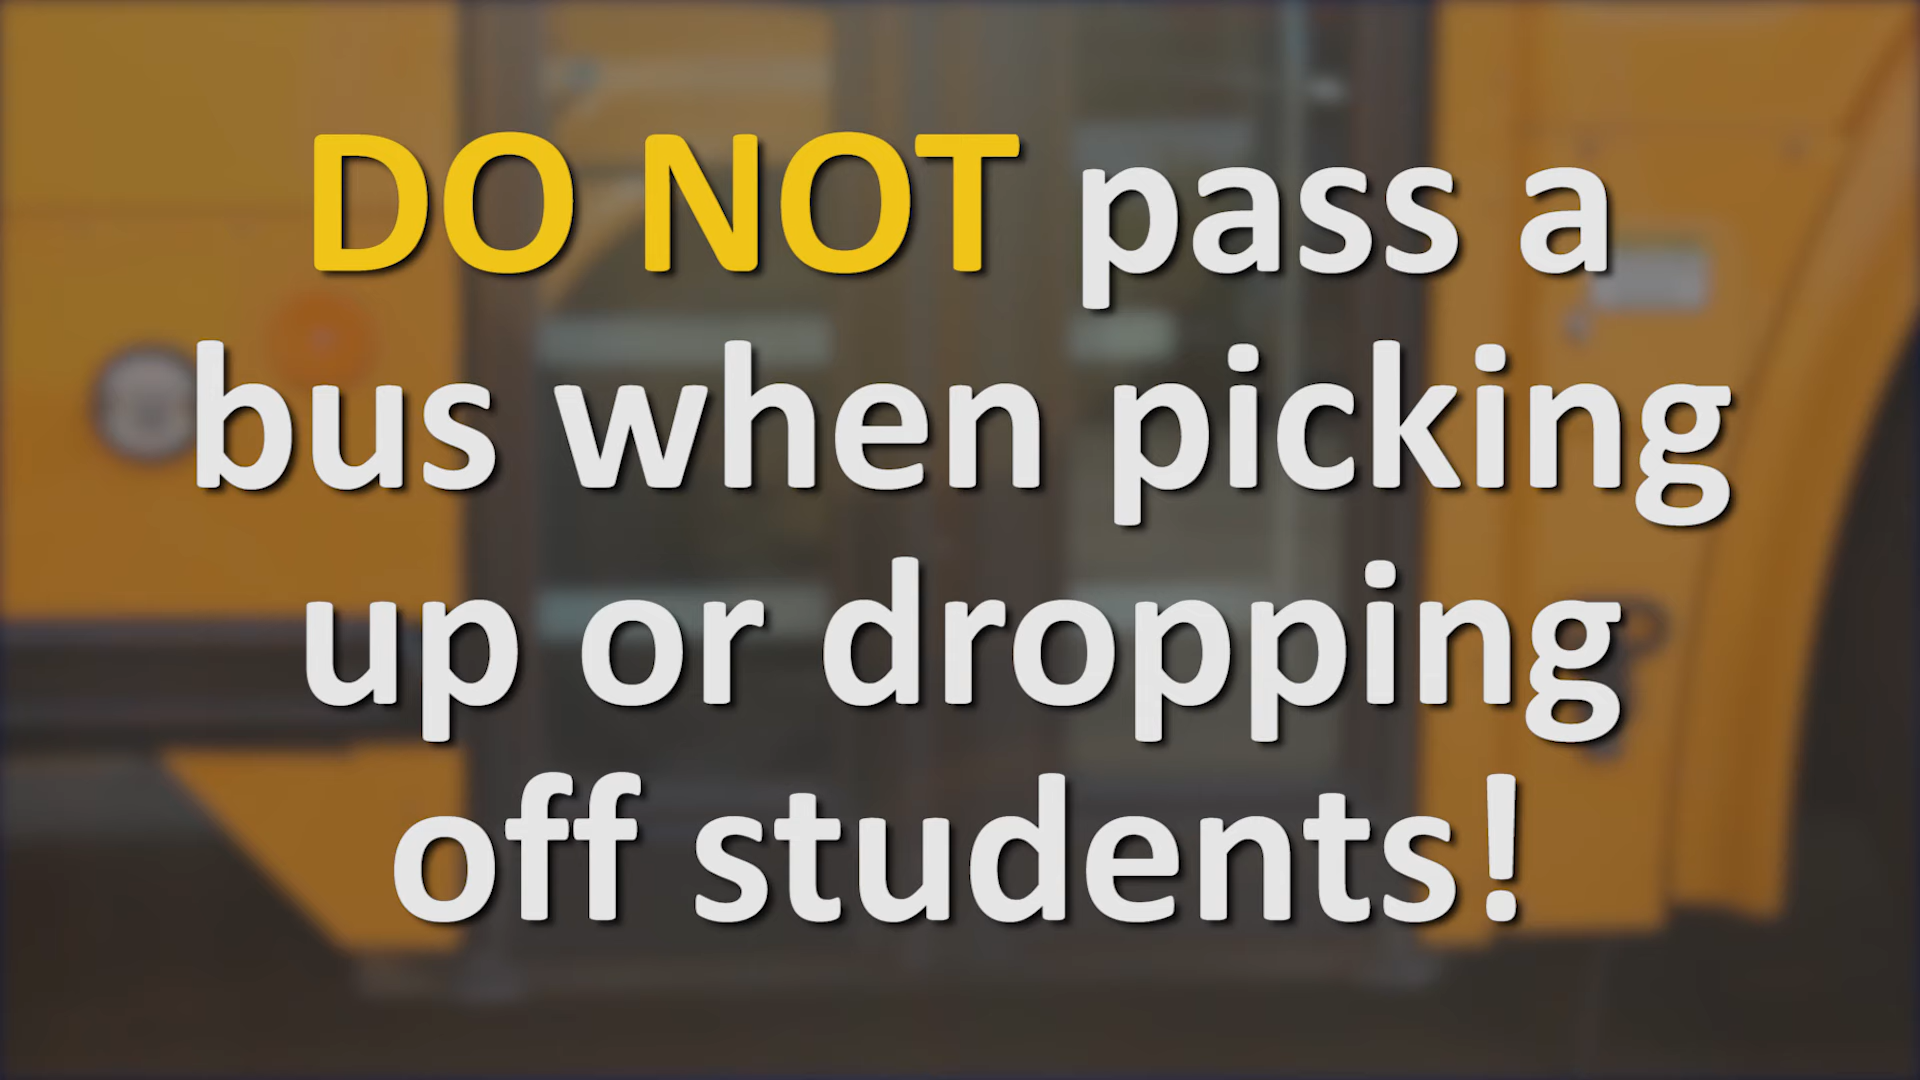 DO NOT pass a
bus when picking
up or dropping
off students!